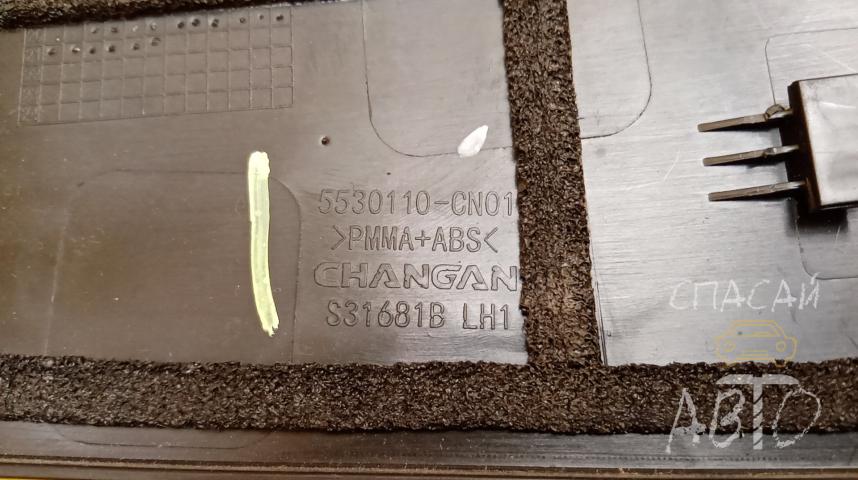 5530110-CN01
>PMMA+ABS<
CHANGAN
S31681B LH1
СПАСАЙ
АВТО